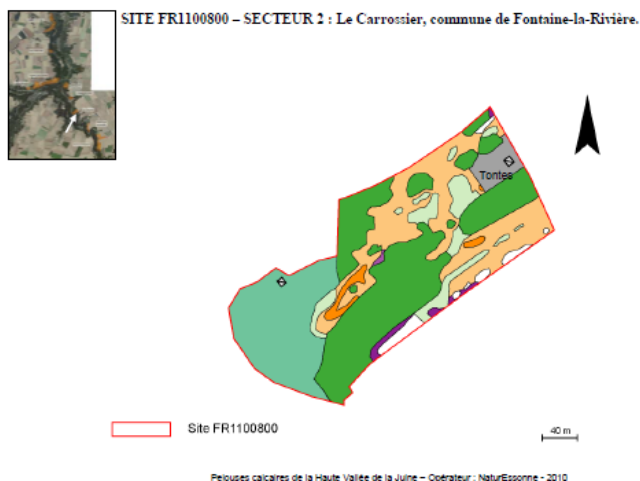 SITE FR1100800 – SECTEUR 2 : Le Carrossier, commune de Fontaine-la-Rivière.
Tontes
Site FR1100800
40 m
Pelouses calcaires de la Haute Vallée de la Juine – Opérateur : NaturEssonne - 2010